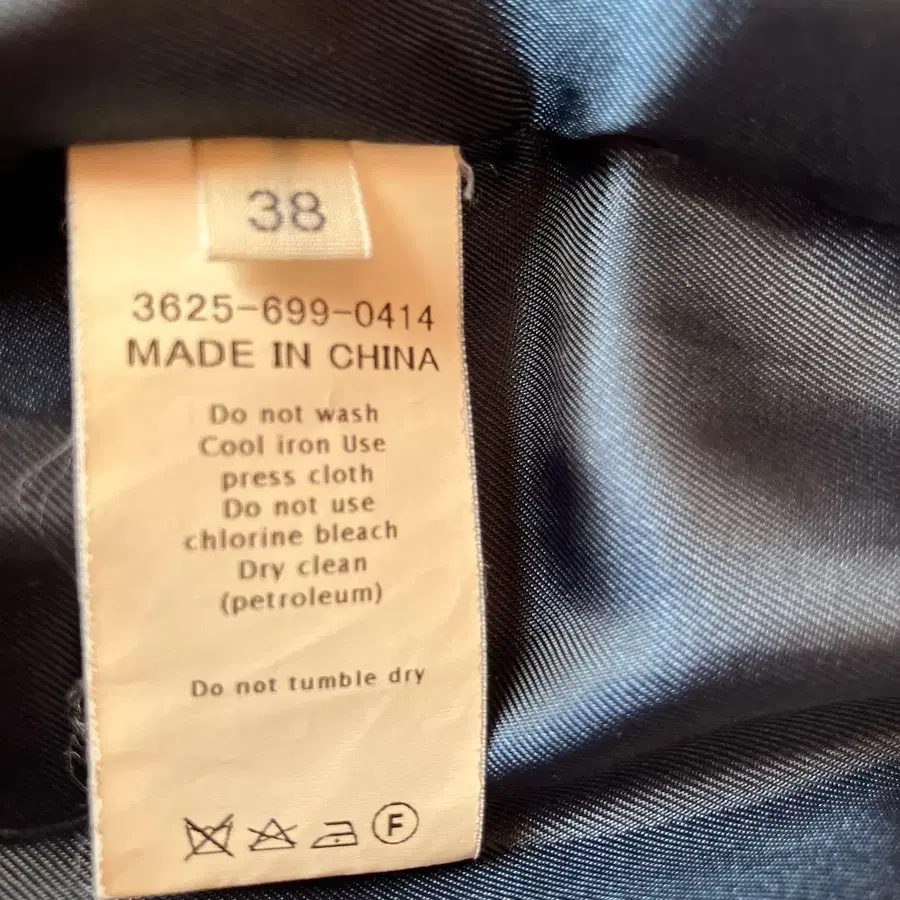 38
3625-699-0414
MADE IN CHINA
Do not wash
Cool iron Use
press cloth
Do not use
chlorine bleach
Dry clean
(petroleum)
Do not tumble dry
F